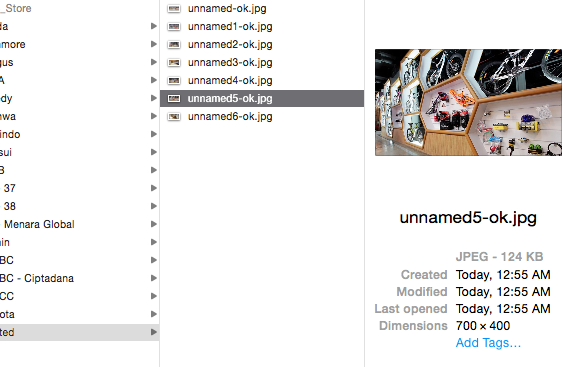 _Store
unnamed-ok.jpg
unnamed1-ok.jpg
unnamed2-ok.jpg
unnamed3-ok.jpg
unnamed4-ok.jpg
unnamed5-ok.jpg
unnamed6-ok.jpg
da
more
gus
A
edy
nwa
indo
sui
B
37
38
Menara Global
in
BC
BC - Ciptadana
CC
ota
ted
unnamed5-ok.jpg
JPEG - 124 KB
Created Today, 12:55 AM
Modified Today, 12:55 AM
Last opened Today, 12:55 AM
Dimensions 700 × 400
Add Tags…